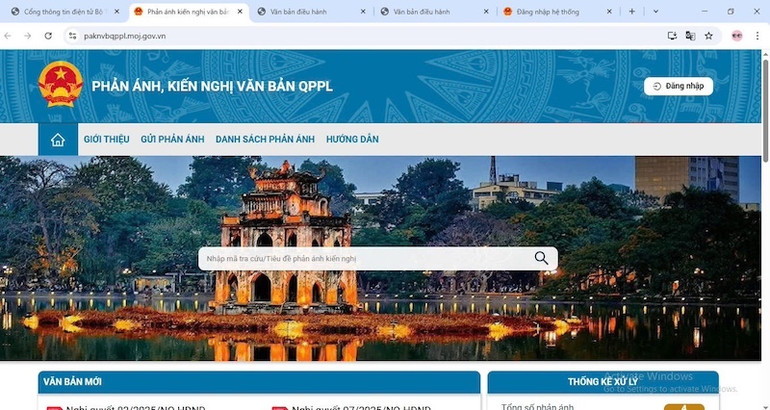 Cổng thông tin điện tử Bộ
Phản ánh kiến nghị văn bản
Văn bản điều hành
Văn bản điều hành
Đăng nhập hệ thống
paknvbqppl.moj.gov.vn
PHẢN ÁNH, KIẾN NGHỊ VĂN BẢN QPPL
Đăng nhập
GIỚI THIỆU
GỬI PHẢN ÁNH
DANH SÁCH PHẢN ÁNH
HƯỚNG DẪN
Nhập mã tra cứu/Tiêu đề phản ánh kiến nghị
VĂN BẢN MỚI
THỐNG KÊ XỬ LÝ
Activate Windows
Go to Settings to activate Windows.
Nghị quyết 02/2025/NQ-HĐND
Nghị quyết 07/2025/NQ-HĐND
Tổng số phản ánh